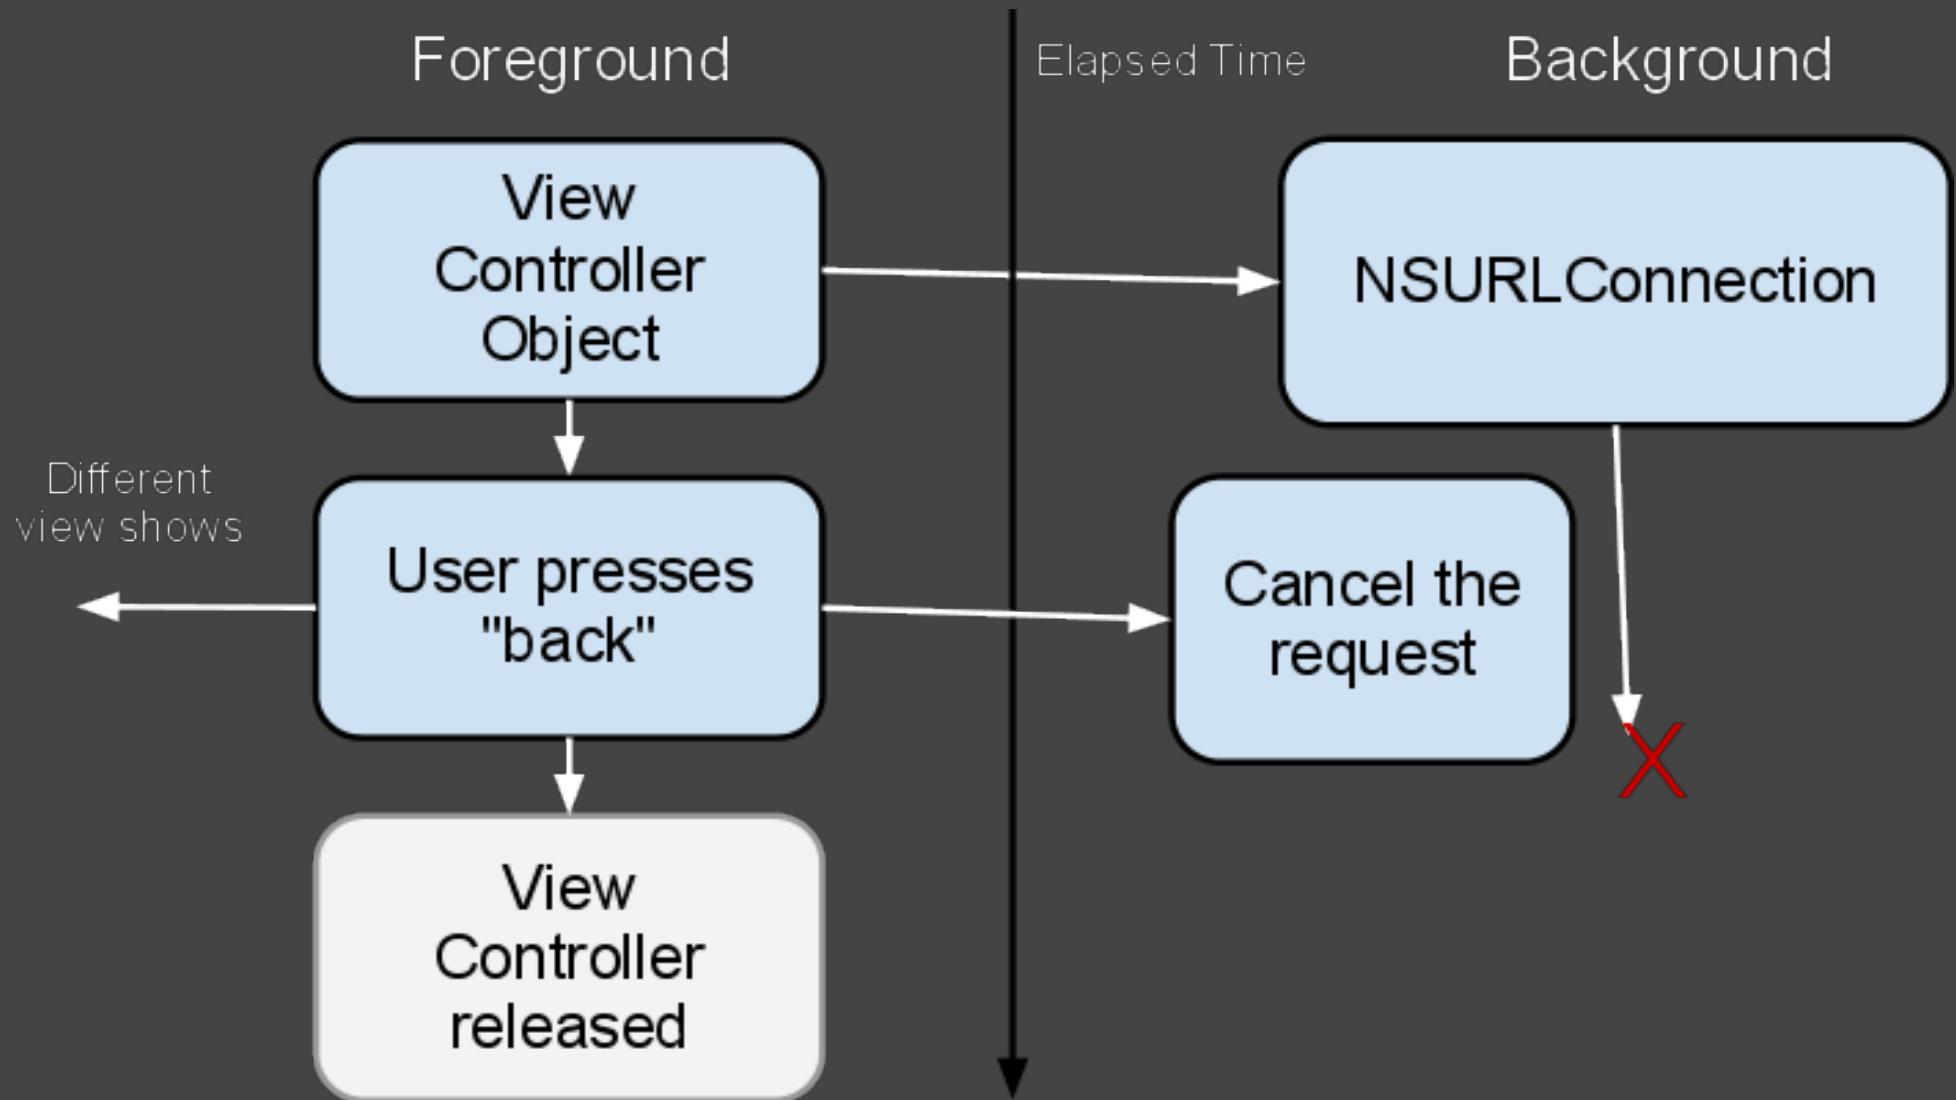 Foreground
Elapsed Time
Background
View
Controller
Object
NSURLConnection
Different
view shows
User presses
"back"
Cancel the
request
X
View
Controller
released